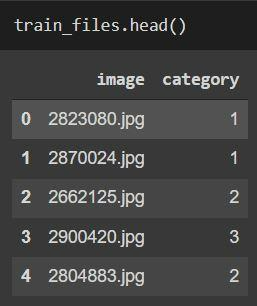 train_files.head()
image category
0 2823080.jpg 1
1 2870024.jpg 1
2 2662125.jpg 2
3 2900420.jpg 3
4 2804883.jpg 2